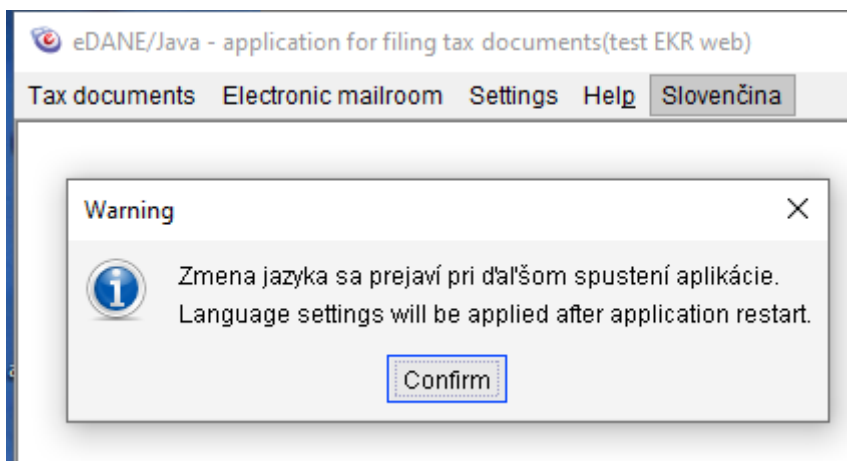 eDANE/Java - application for filing tax documents(test EKR web)
Tax documents Electronic mailroom Settings Help Slovenčina
Warning
Zmena jazyka sa prejaví pri ďaľšom spustení aplikácie.
Language settings will be applied after application restart.
Confirm